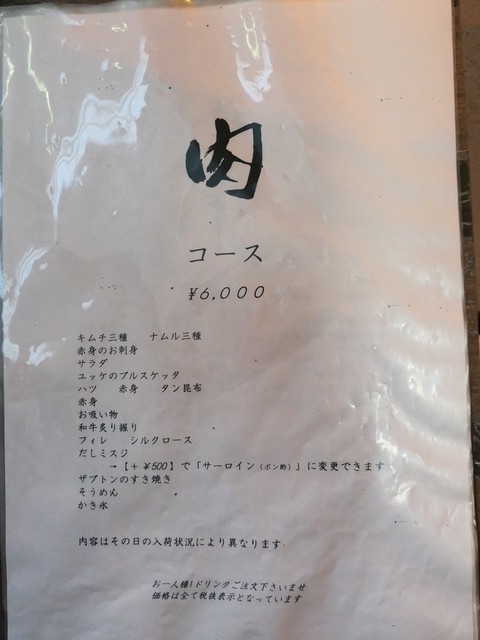 肉
コース
¥6,000
キムチ三種　ナムル三種
赤身のお刺身
サラダ
ユッケのブルスケッタ
ハツ　赤身　タン昆布
赤身
お吸い物
和牛炙り握り
フィレ　シルクロース
だしミスジ
→【+ ¥500】で「サーロイン（ポン酢）」に変更できます
ザブトンのすき焼き
そうめん
かき氷
内容はその日の入荷状況により異なります
お一人様1ドリンクご注文下さいませ
価格は全て税抜表示となっています